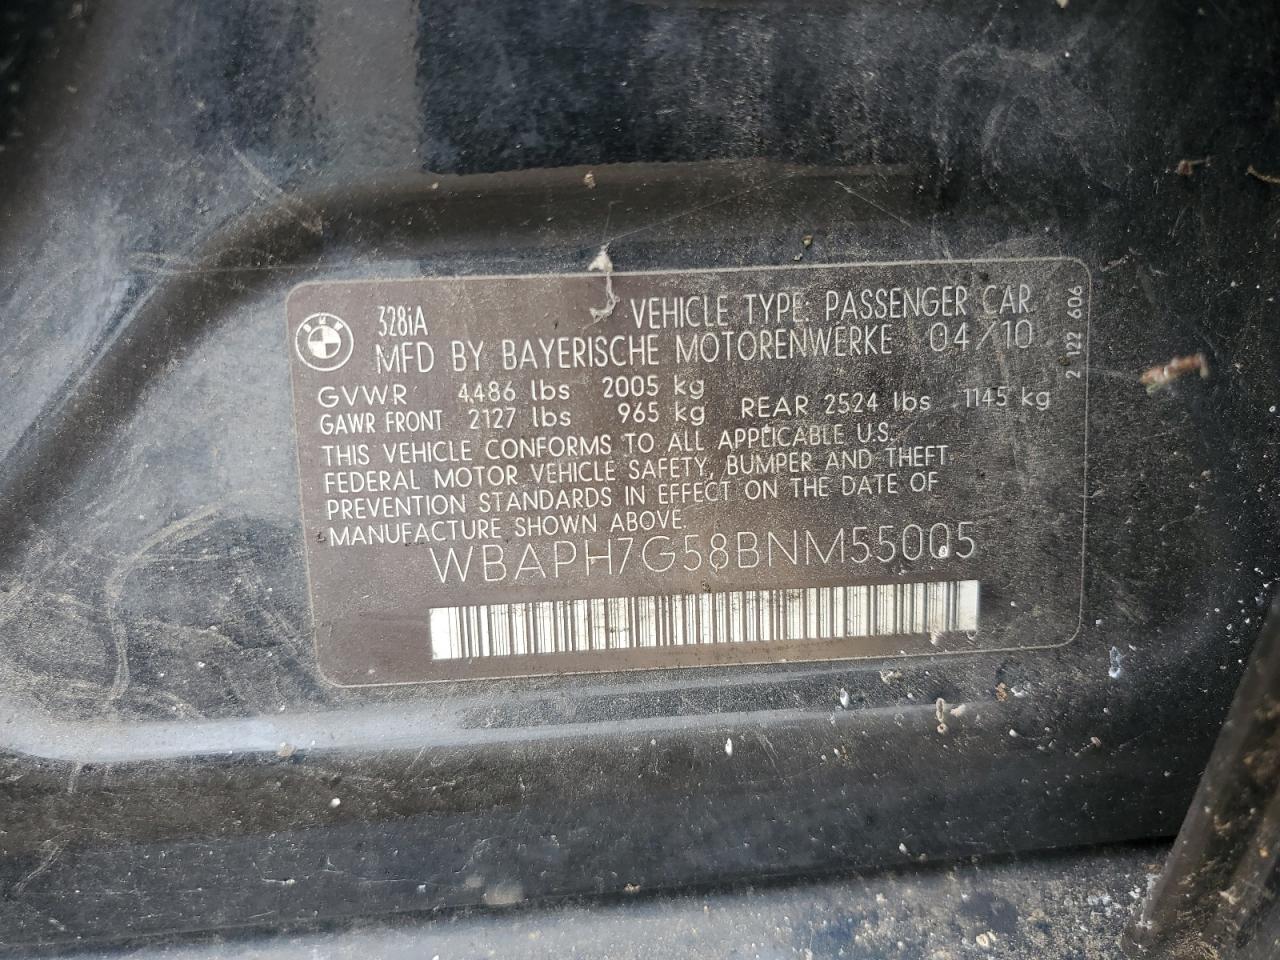 328iA VEHICLE TYPE: PASSENGER CAR
MFD BY BAYERISCHE MOTORENWERKE 04/10
GVWR 4486 lbs 2005 kg
GAWR FRONT 2127 lbs 965 kg REAR 2524 lbs 1145 kg
THIS VEHICLE CONFORMS TO ALL APPLICABLE U.S.
FEDERAL MOTOR VEHICLE SAFETY, BUMPER AND THEFT
PREVENTION STANDARDS IN EFFECT ON THE DATE OF
MANUFACTURE SHOWN ABOVE.
WBAPH7G58BNM55005
2 122 606